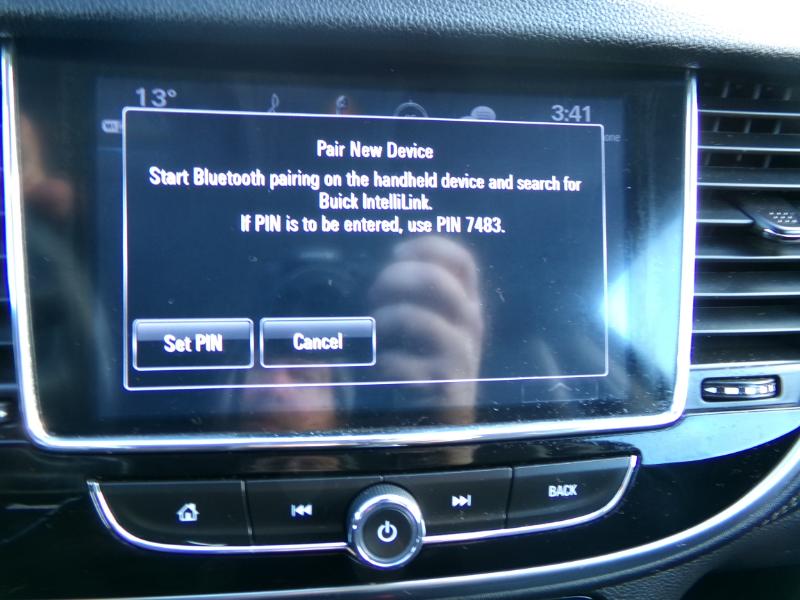 13°
3:41
one
Pair New Device
Start Bluetooth pairing on the handheld device and search for
Buick IntelliLink.
If PIN is to be entered, use PIN 7483.
Set PIN
Cancel
BACK